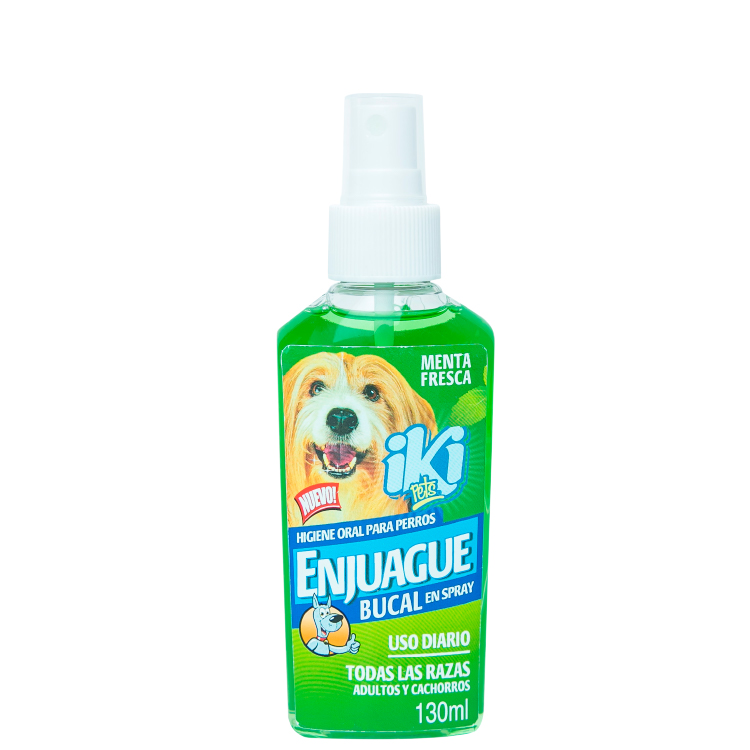 MENTA
FRESCA
iKi
Pets
NUEVO!
HIGIENE ORAL PARA PERROS
ENJUAGUE
BUCAL EN SPRAY
USO DIARIO
TODAS LAS RAZAS
ADULTOS Y CACHORROS
130ml